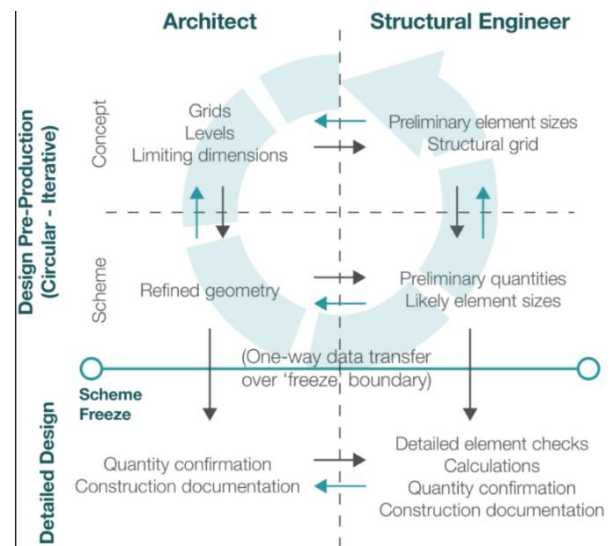 Architect
Structural Engineer
Design Pre-Production
(Circular - Iterative)
Concept
Grids
Levels
Limiting dimensions
Preliminary element sizes
Structural grid
Scheme
Refined geometry
Preliminary quantities
Likely element sizes
(One-way data transfer
over 'freeze' boundary)
Scheme
Freeze
Detailed Design
Quantity confirmation
Construction documentation
Detailed element checks
Calculations
Quantity confirmation
Construction documentation